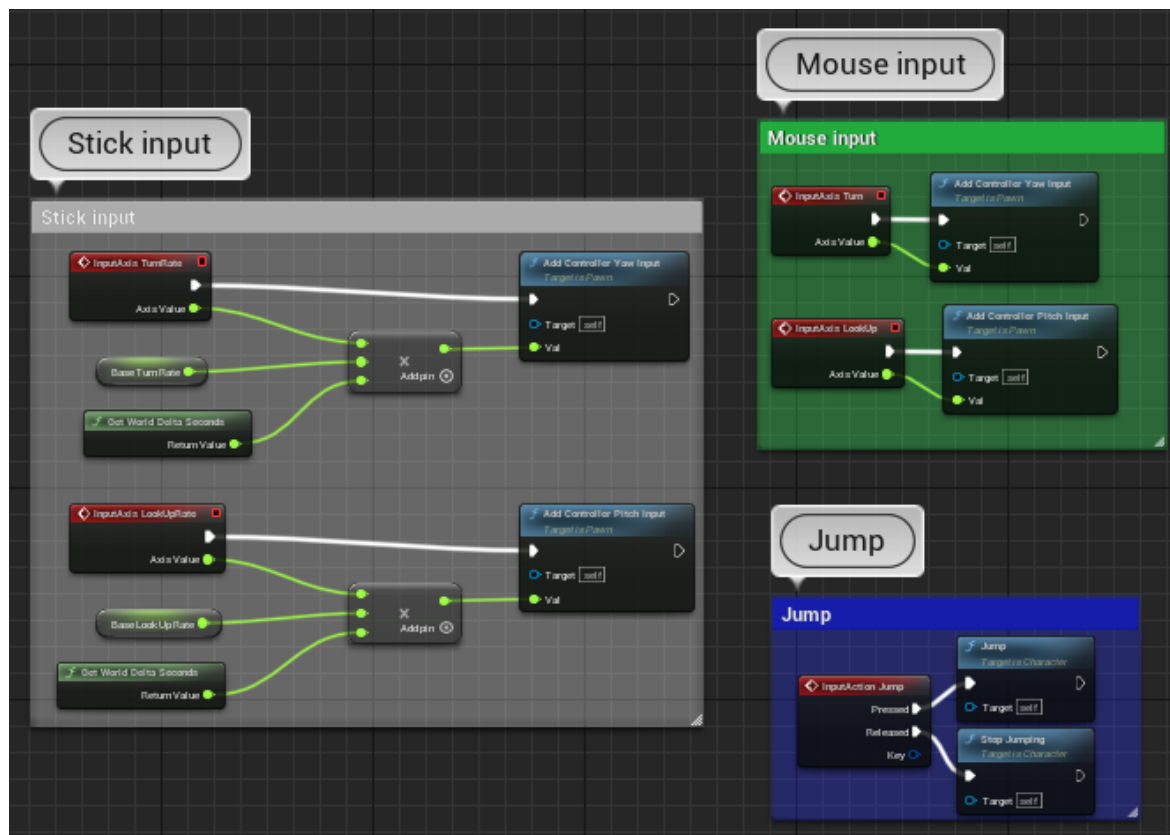 Stick input
Stick input
InputAxis TurnRate
Axis Value
BaseTurnRate
Get World Delta Seconds
Return Value
Add pin
Add Controller Yaw Input
Target is Pawn
Target self
Val
InputAxis LookUpRate
Axis Value
BaseLookUpRate
Get World Delta Seconds
Return Value
Add pin
Add Controller Pitch Input
Target is Pawn
Target self
Val
Mouse input
Mouse input
InputAxis Turn
Axis Value
Add Controller Yaw Input
Target is Pawn
Target self
Val
InputAxis LookUp
Axis Value
Add Controller Pitch Input
Target is Pawn
Target self
Val
Jump
Jump
InputAction Jump
Pressed
Released
Key
Jump
Target is Character
Target self
Stop Jumping
Target is Character
Target self